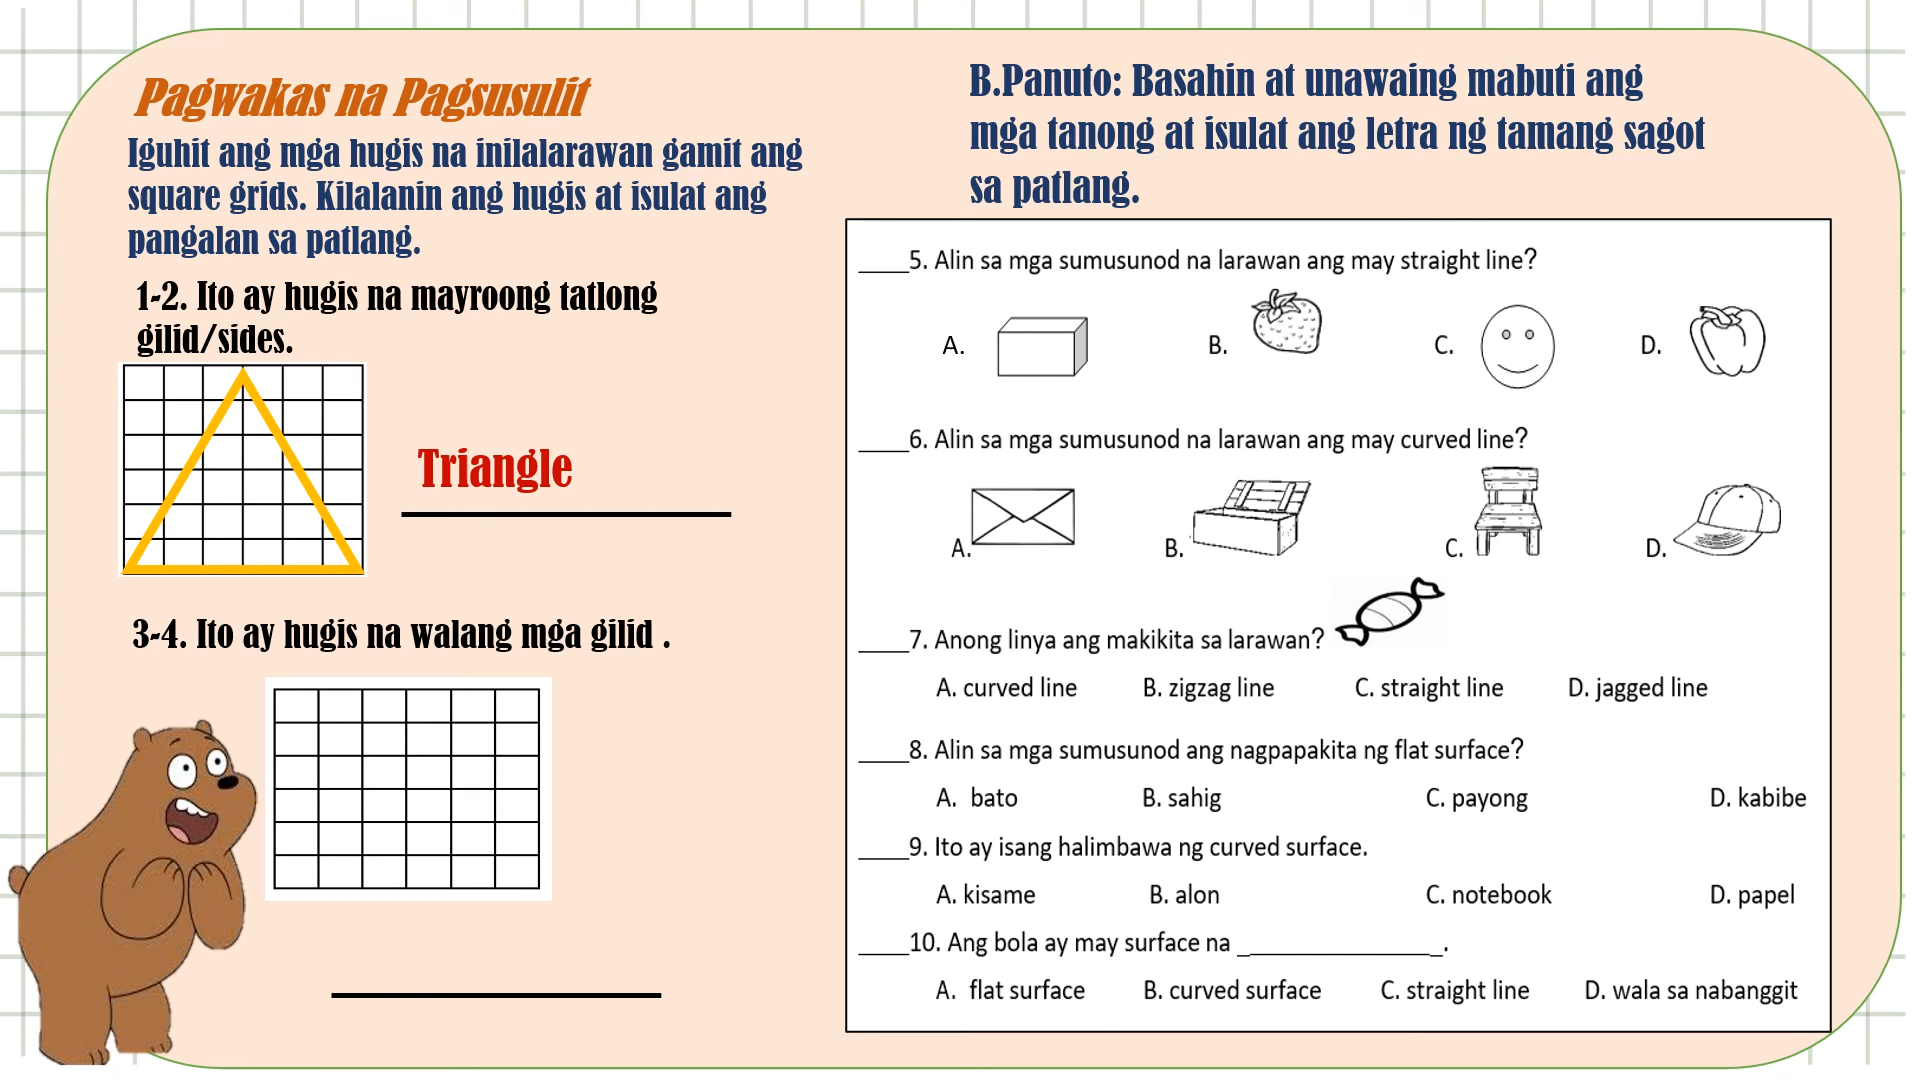 Pagwakas na Pagsusulit
Iguhit ang mga hugis na inilalarawan gamit ang
square grids. Kilalanin ang hugis at isulat ang
pangalan sa patlang.
1-2. Ito ay hugis na mayroong tatlong
gilid/sides.
Triangle
3-4. Ito ay hugis na walang mga gilid .
B.Panuto: Basahin at unawaing mabuti ang
mga tanong at isulat ang letra ng tamang sagot
sa patlang.
____5. Alin sa mga sumusunod na larawan ang may straight line?
A. B. C. D.
____6. Alin sa mga sumusunod na larawan ang may curved line?
A. B. C. D.
____7. Anong linya ang makikita sa larawan?
A. curved line B. zigzag line C. straight line D. jagged line
____8. Alin sa mga sumusunod ang nagpapakita ng flat surface?
A. bato B. sahig C. payong D. kabibe
____9. Ito ay isang halimbawa ng curved surface.
A. kisame B. alon C. notebook D. papel
____10. Ang bola ay may surface na ________________.
A. flat surface B. curved surface C. straight line D. wala sa nabanggit